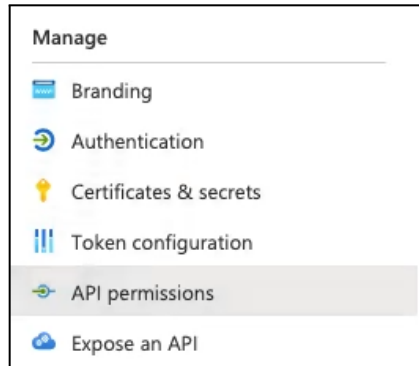 Manage
Branding
Authentication
Certificates & secrets
Token configuration
API permissions
Expose an API